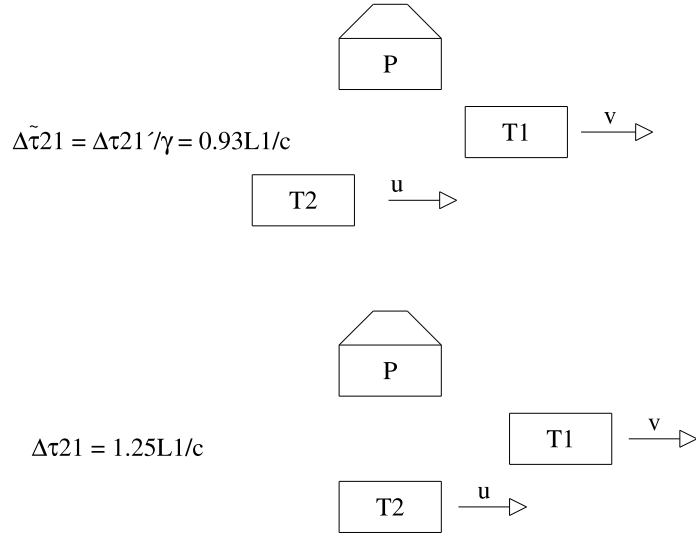 P
v
T1
Δτ̃21 = Δτ21´/γ = 0.93L1/c
u
T2
P
v
T1
Δτ21 = 1.25L1/c
u
T2